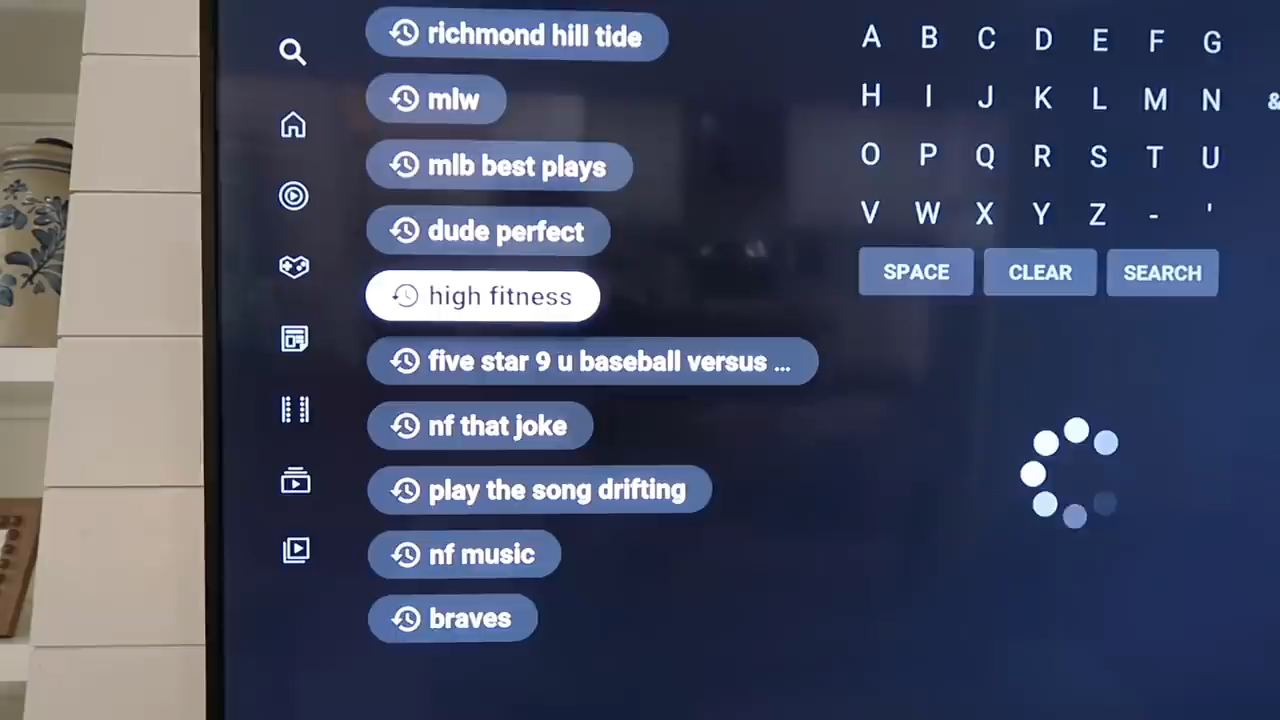 richmond hill tide
mlw
mlb best plays
dude perfect
high fitness
five star 9 u baseball versus ...
nf that joke
play the song drifting
nf music
braves
A B C D E F G
H I J K L M N &
O P Q R S T U
V W X Y Z - '
SPACE CLEAR SEARCH